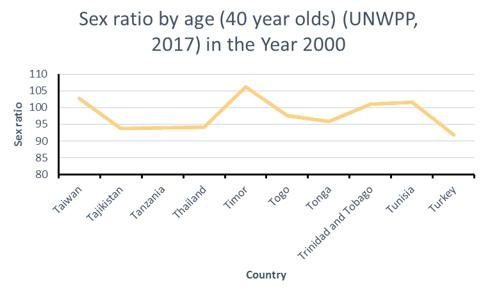 Sex ratio by age (40 year olds) (UNWPP,
2017) in the Year 2000
110
105
100
95
90
85
80
Sex ratio
Taiwan
Tajikistan
Tanzania
Thailand
Timor
Togo
Tonga
Trinidad and Tobago
Tunisia
Turkey
Country